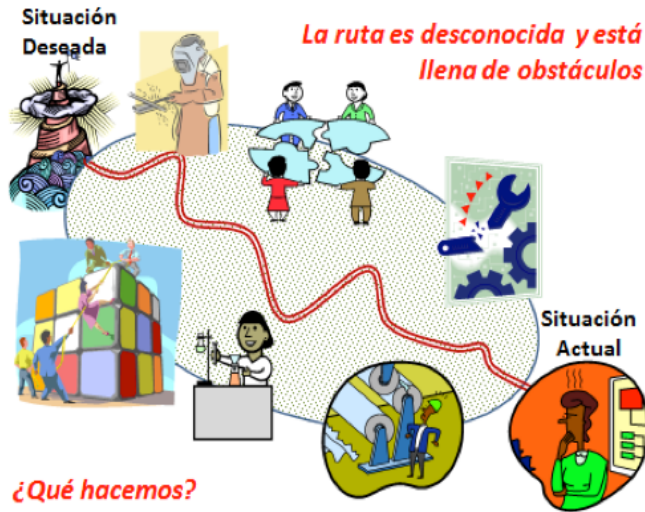 Situación
Deseada
La ruta es desconocida y está
llena de obstáculos
Situación
Actual
¿Qué hacemos?